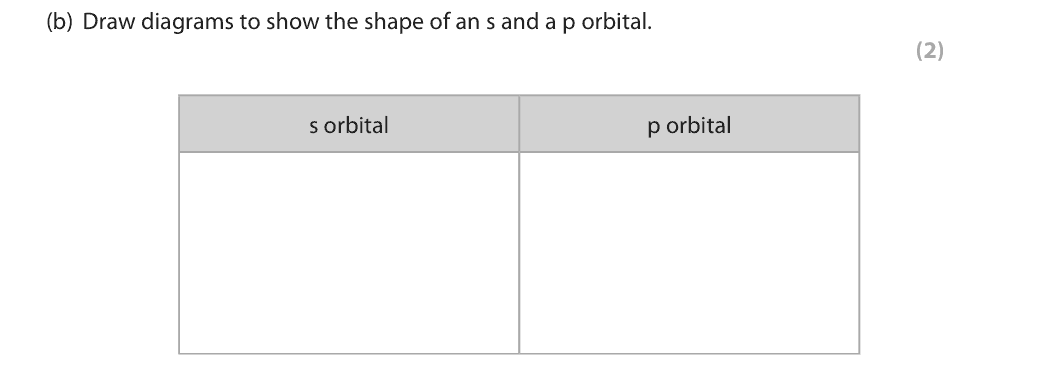 (b) Draw diagrams to show the shape of an s and a p orbital.
(2)
s orbital
p orbital